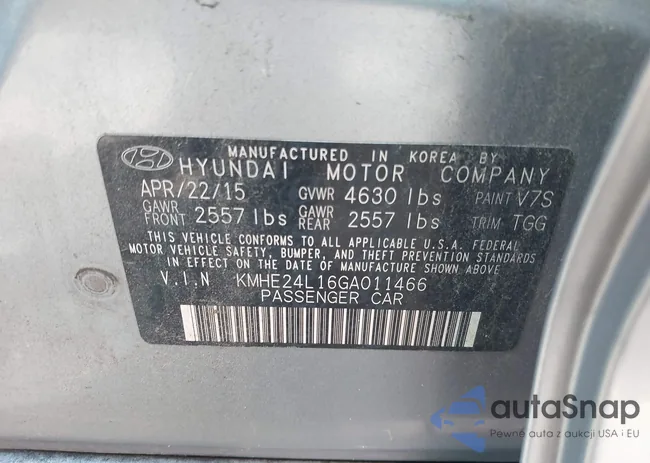 MANUFACTURED IN KOREA BY
HYUNDAI MOTOR COMPANY
APR/22/15 GVWR 4630 lbs PAINT V7S
GAWR FRONT 2557 lbs GAWR REAR 2557 lbs TRIM TGG
THIS VEHICLE CONFORMS TO ALL APPLICABLE U.S.A. FEDERAL
MOTOR VEHICLE SAFETY, BUMPER, AND THEFT PREVENTION STANDARDS
IN EFFECT ON THE DATE OF MANUFACTURE SHOWN ABOVE
V.I.N KMHE24L16GA011466
PASSENGER CAR
autoSnap
Pewne auta z aukcji USA i EU